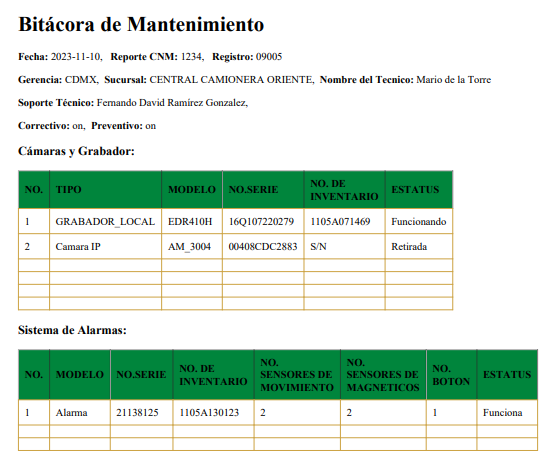 Bitácora de Mantenimiento
Fecha: 2023-11-10, Reporte CNM: 1234, Registro: 09005
Gerencia: CDMX, Sucursal: CENTRAL CAMIONERA ORIENTE, Nombre del Tecnico: Mario de la Torre
Soporte Técnico: Fernando David Ramírez Gonzalez,
Correctivo: on, Preventivo: on
Cámaras y Grabador:
NO. TIPO MODELO NO.SERIE NO. DE INVENTARIO ESTATUS
1 GRABADOR_LOCAL EDR410H 16Q107220279 1105A071469 Funcionando
2 Camara IP AM_3004 00408CDC2883 S/N Retirada
Sistema de Alarmas:
NO. MODELO NO.SERIE NO. DE INVENTARIO NO. SENSORES DE MOVIMIENTO NO. SENSORES DE MAGNETICOS NO. BOTON ESTATUS
1 Alarma 21138125 1105A130123 2 2 1 Funciona